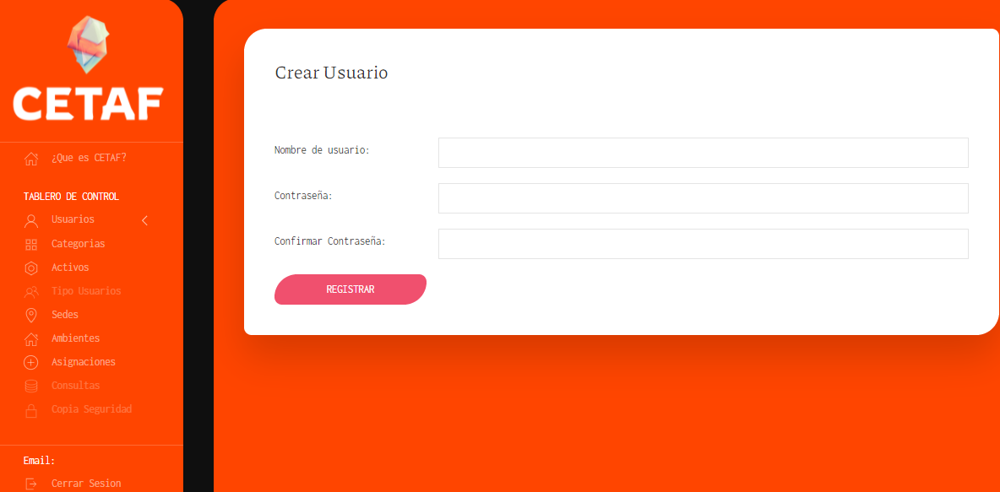 CETAF
¿Que es CETAF?
TABLERO DE CONTROL
Usuarios
Categorias
Activos
Tipo Usuarios
Sedes
Ambientes
Asignaciones
Consultas
Copia Seguridad
Email:
Cerrar Sesion
Crear Usuario
Nombre de usuario:
Contraseña:
Confirmar Contraseña:
REGISTRAR